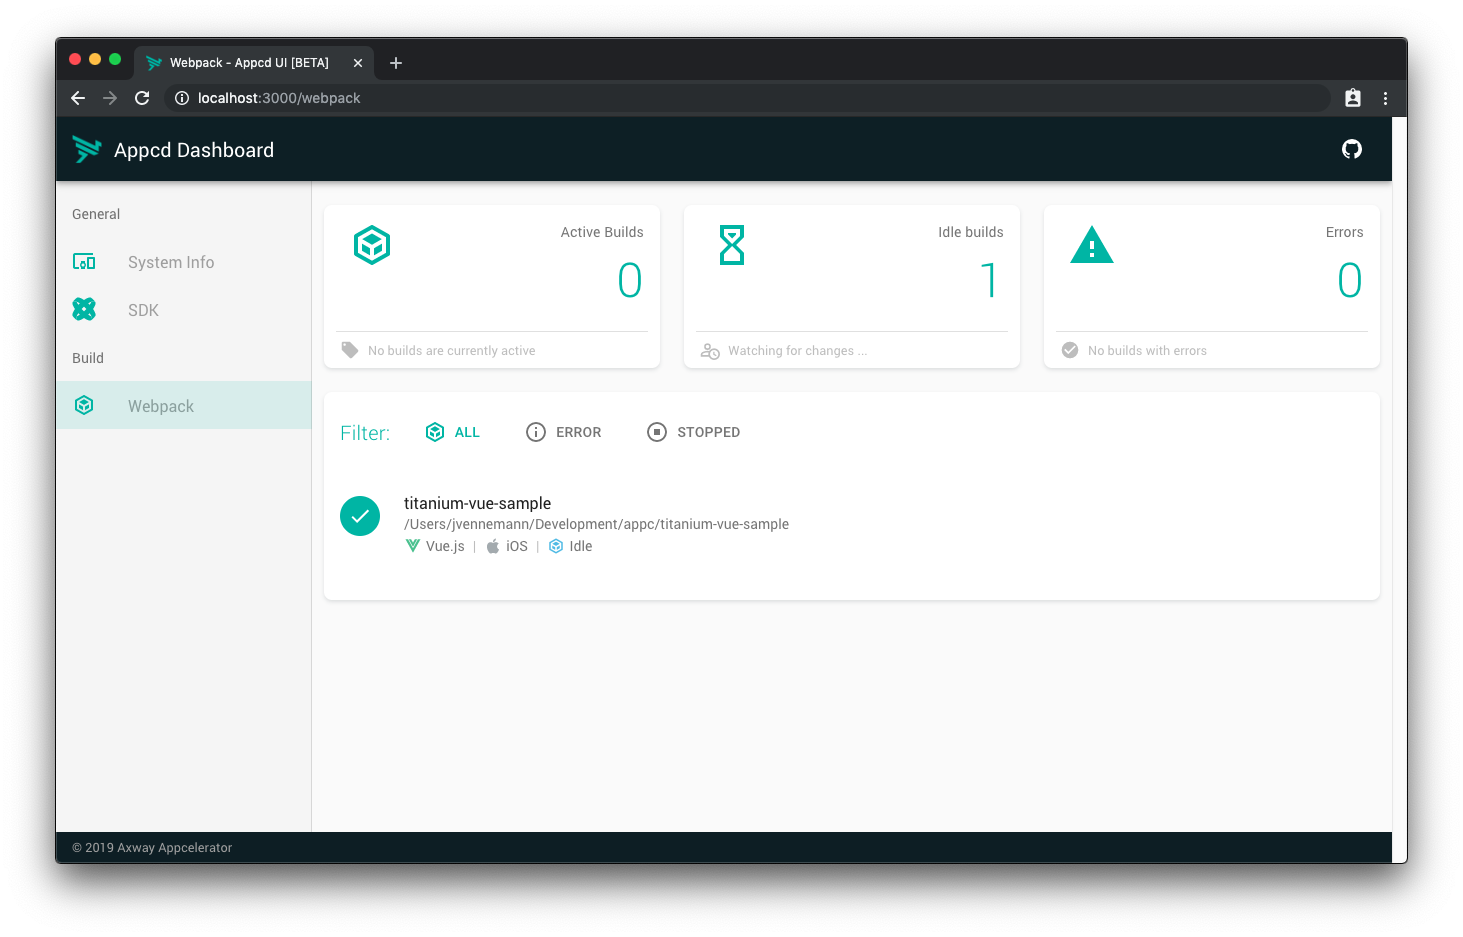 Webpack - Appcd UI [BETA]
localhost:3000/webpack
Appcd Dashboard
General
System Info
SDK
Build
Webpack
Active Builds
0
No builds are currently active
Idle builds
1
Watching for changes ...
Errors
0
No builds with errors
Filter: ALL ERROR STOPPED
titanium-vue-sample
/Users/jvennemann/Development/appc/titanium-vue-sample
Vue.js | iOS | Idle
© 2019 Axway Appcelerator